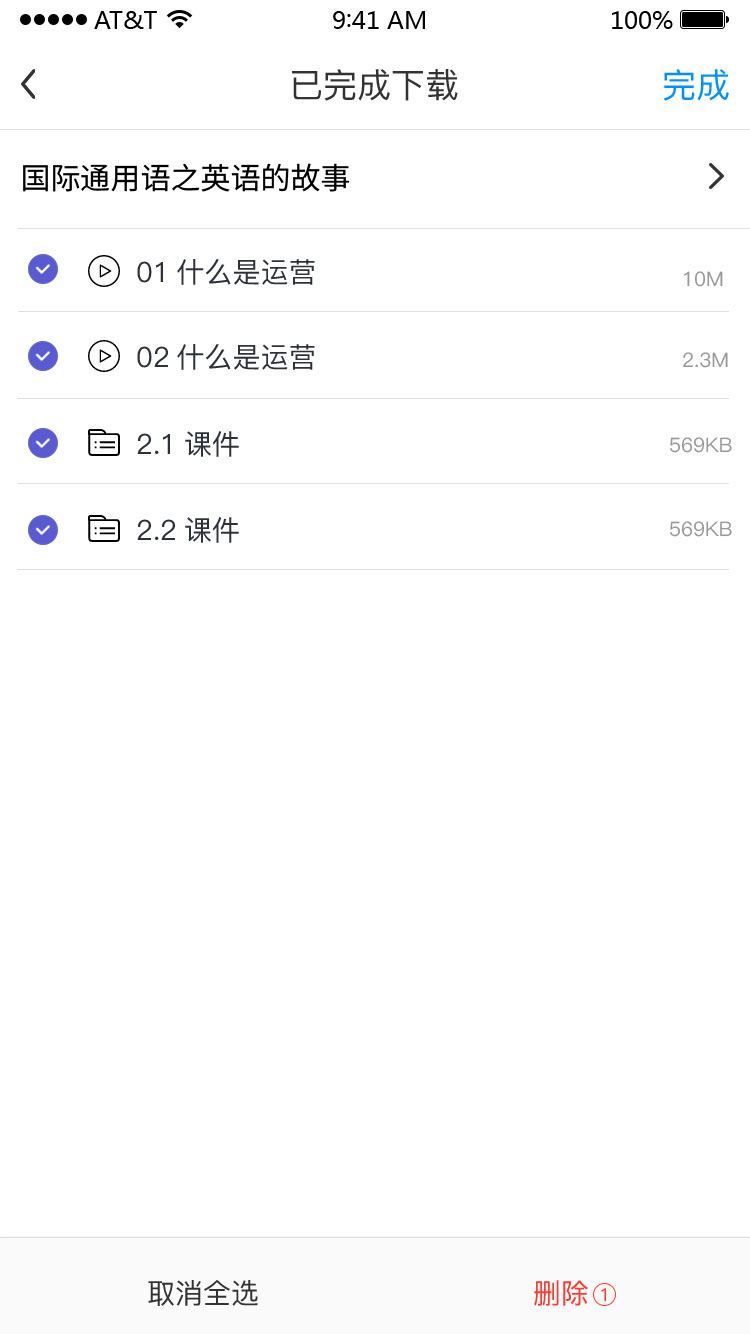 AT&T 9:41 AM 100%
已完成下载 完成
国际通用语之英语的故事
01 什么是运营 10M
02 什么是运营 2.3M
2.1 课件 569KB
2.2 课件 569KB
取消全选 删除①